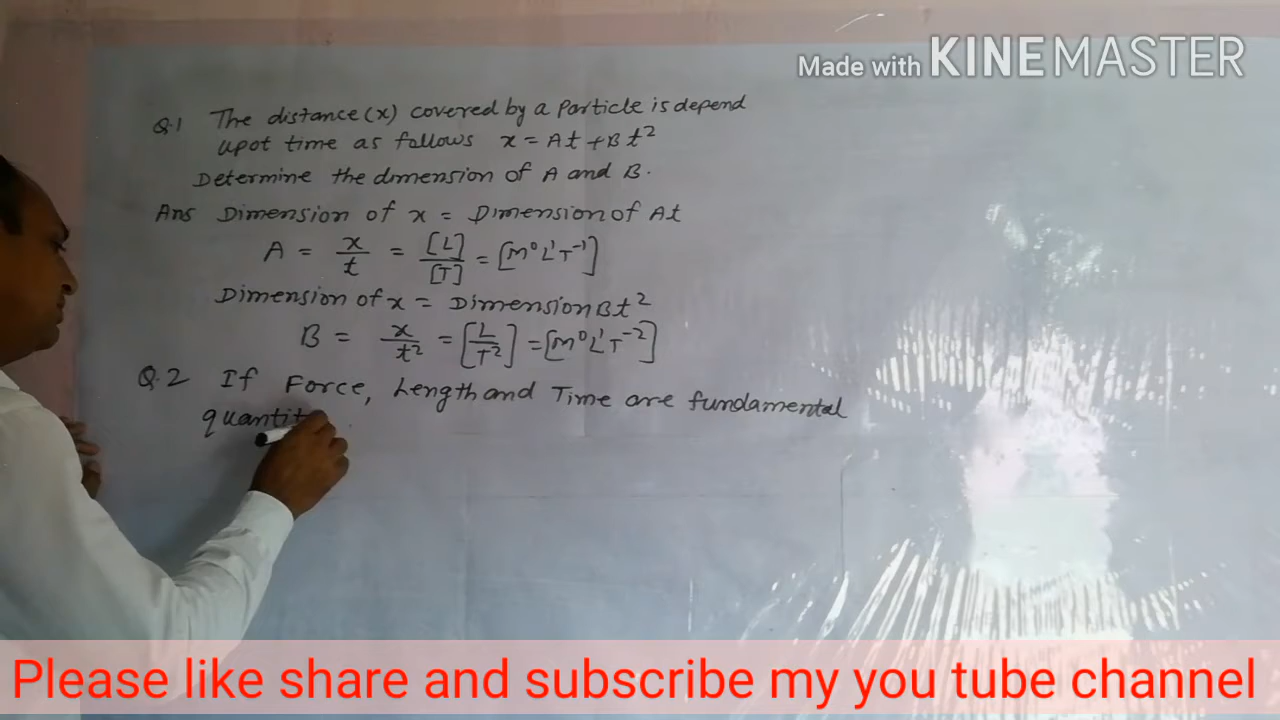 Made with KINEMASTER
Q.1 The distance (x) covered by a Particle is depend
upot time as follows x = At + Bt²
Determine the dimension of A and B.
Ans Dimension of x = Dimension of At
A = x/t = [L]/[T] = [M⁰L¹T⁻¹]
Dimension of x = Dimension Bt²
B = x/t² = [L/T²] = [M⁰L¹T⁻²]
Q.2 If Force, Length and Time are fundamental
quantit
Please like share and subscribe my you tube channel